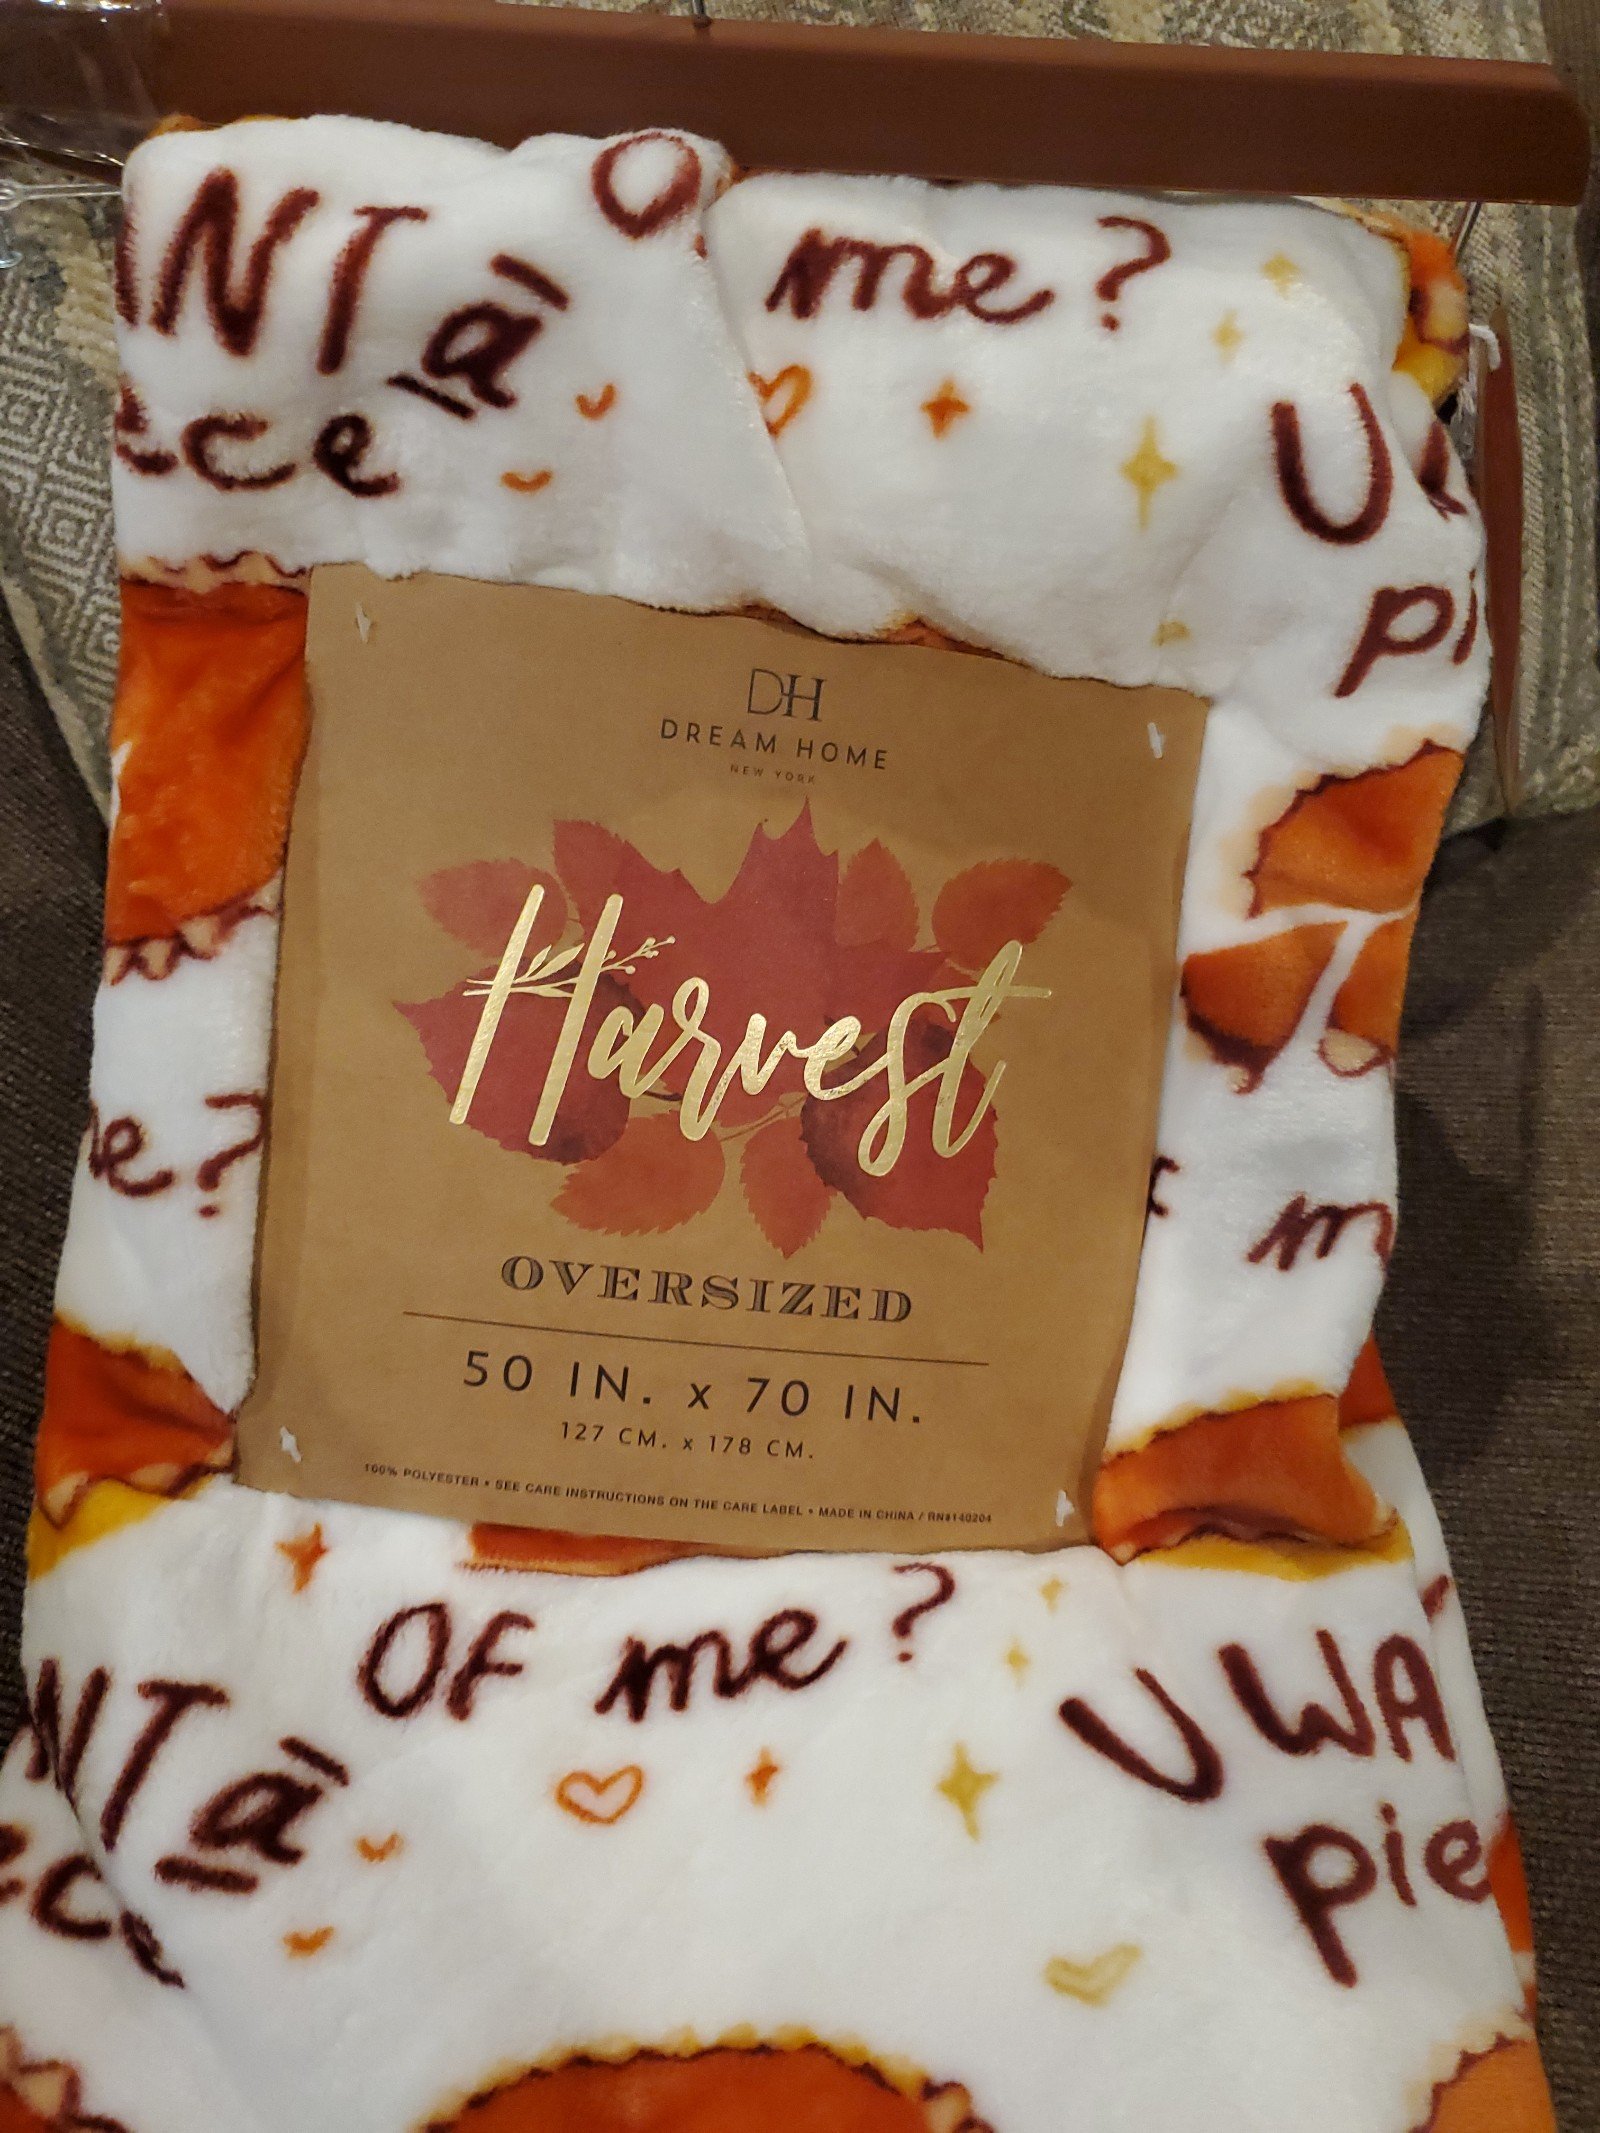 NT a
ece
O
me?
U
pi
DH
DREAM HOME
NEW YORK
Harvest
OVERSIZED
50 IN. x 70 IN.
127 CM. x 178 CM.
100% POLYESTER • SEE CARE INSTRUCTIONS ON THE CARE LABEL • MADE IN CHINA / RN#140204
e?
F m
NT a
ece
OF me?
U WA
pie